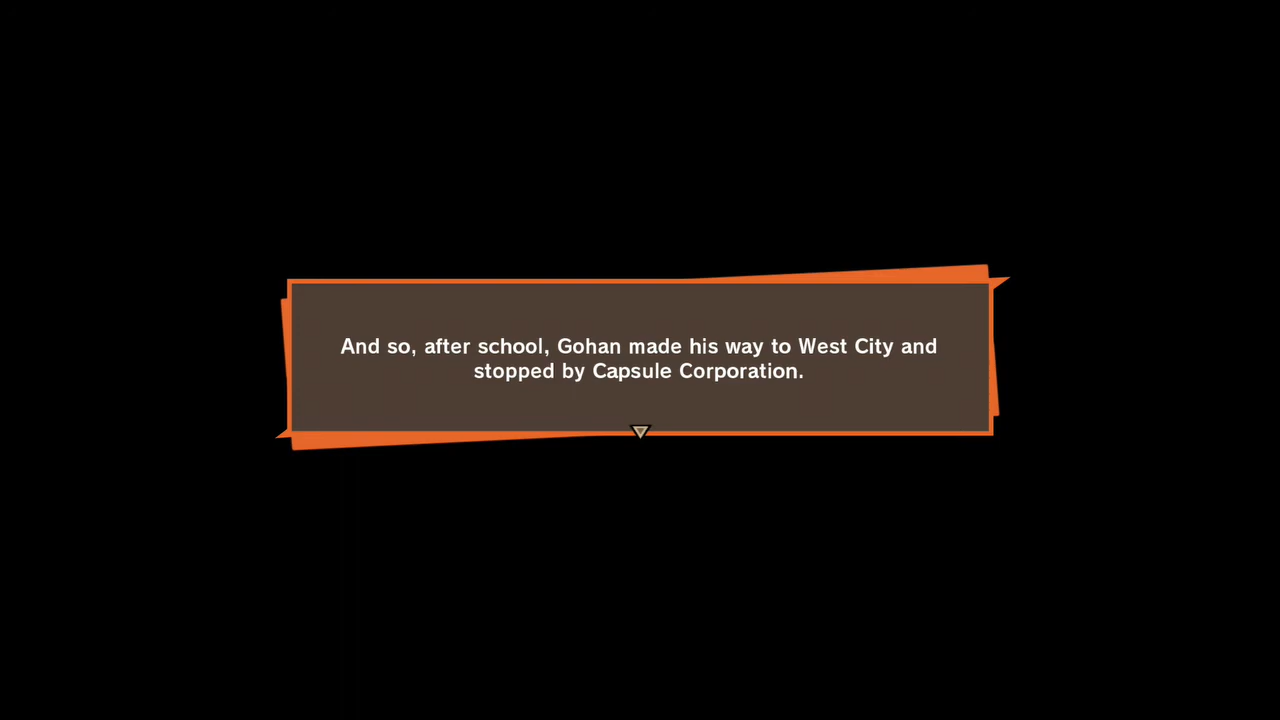 And so, after school, Gohan made his way to West City and
stopped by Capsule Corporation.